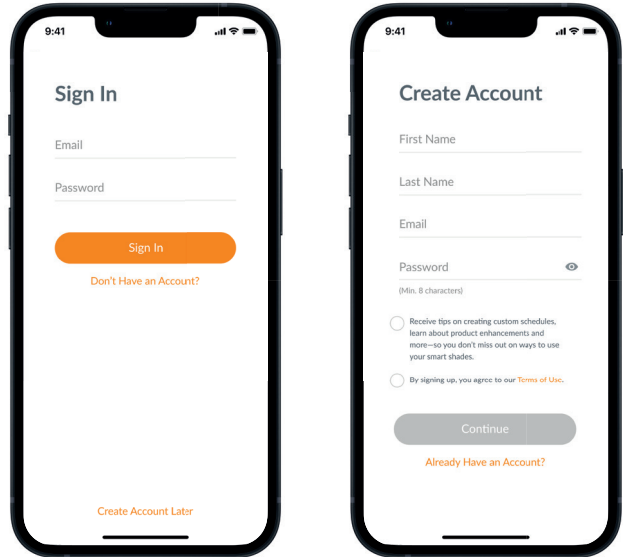 9:41
Sign In
Email
Password
Sign In
Don't Have an Account?
Create Account Later
9:41
Create Account
First Name
Last Name
Email
Password
(Min. 8 characters)
Receive tips on creating custom schedules,
learn about product enhancements and
more—so you don't miss out on ways to use
your smart shades.
By signing up, you agree to our Terms of Use.
Continue
Already Have an Account?